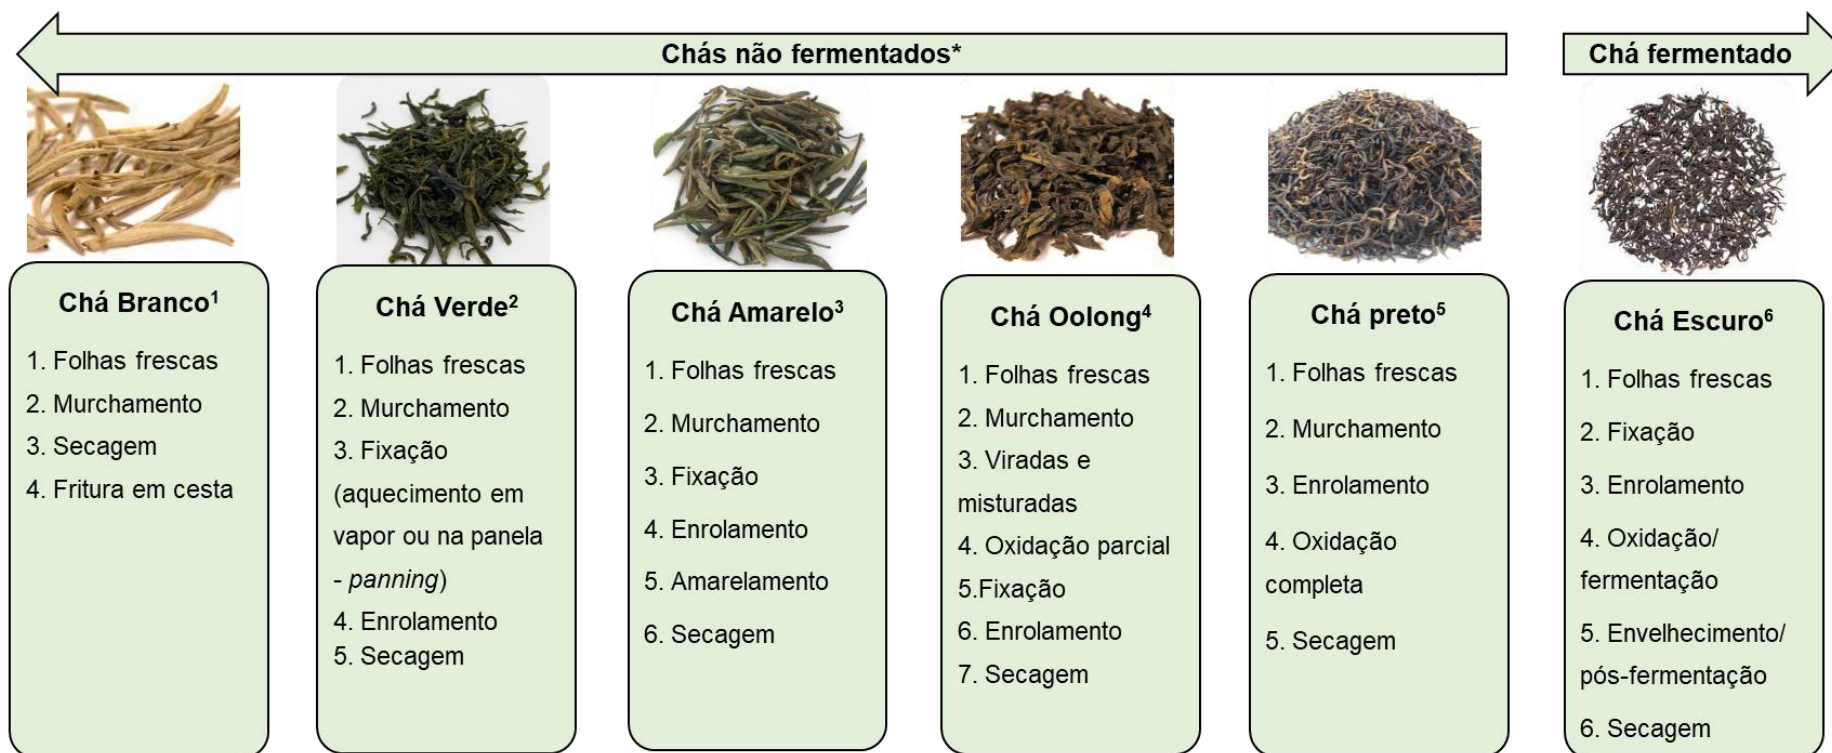 Chás não fermentados*
Chá fermentado
Chá Branco¹
1. Folhas frescas
2. Murchamento
3. Secagem
4. Fritura em cesta
Chá Verde²
1. Folhas frescas
2. Murchamento
3. Fixação
(aquecimento em
vapor ou na panela
- panning)
4. Enrolamento
5. Secagem
Chá Amarelo³
1. Folhas frescas
2. Murchamento
3. Fixação
4. Enrolamento
5. Amarelamento
6. Secagem
Chá Oolong⁴
1. Folhas frescas
2. Murchamento
3. Viradas e
misturadas
4. Oxidação parcial
5.Fixação
6. Enrolamento
7. Secagem
Chá preto⁵
1. Folhas frescas
2. Murchamento
3. Enrolamento
4. Oxidação
completa
5. Secagem
Chá Escuro⁶
1. Folhas frescas
2. Fixação
3. Enrolamento
4. Oxidação/
fermentação
5. Envelhecimento/
pós-fermentação
6. Secagem